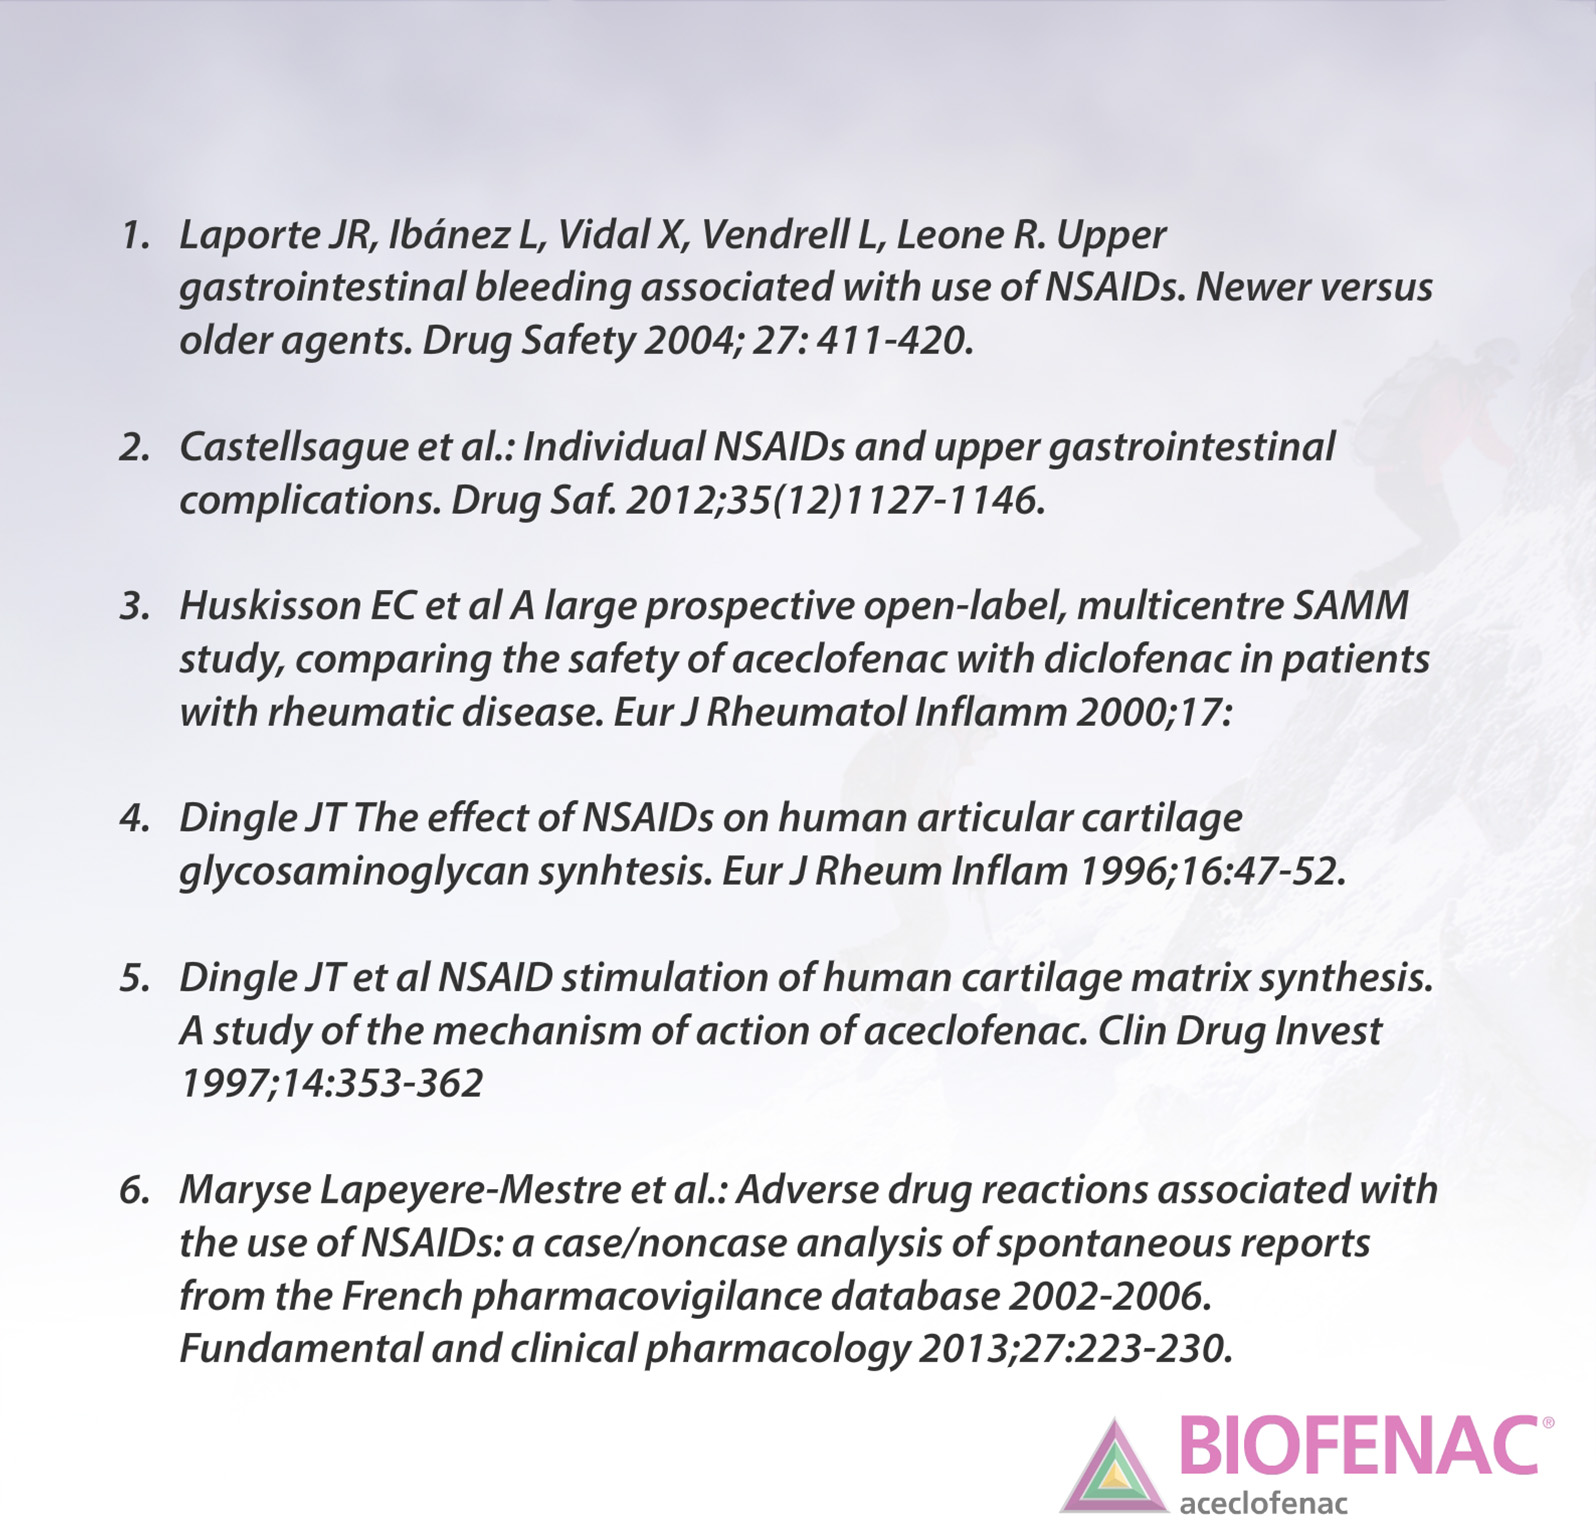 1. Laporte JR, Ibánez L, Vidal X, Vendrell L, Leone R. Upper
gastrointestinal bleeding associated with use of NSAIDs. Newer versus
older agents. Drug Safety 2004; 27: 411-420.
2. Castellsague et al.: Individual NSAIDs and upper gastrointestinal
complications. Drug Saf. 2012;35(12)1127-1146.
3. Huskisson EC et al A large prospective open-label, multicentre SAMM
study, comparing the safety of aceclofenac with diclofenac in patients
with rheumatic disease. Eur J Rheumatol Inflamm 2000;17:
4. Dingle JT The effect of NSAIDs on human articular cartilage
glycosaminoglycan synhtesis. Eur J Rheum Inflam 1996;16:47-52.
5. Dingle JT et al NSAID stimulation of human cartilage matrix synthesis.
A study of the mechanism of action of aceclofenac. Clin Drug Invest
1997;14:353-362
6. Maryse Lapeyere-Mestre et al.: Adverse drug reactions associated with
the use of NSAIDs: a case/noncase analysis of spontaneous reports
from the French pharmacovigilance database 2002-2006.
Fundamental and clinical pharmacology 2013;27:223-230.
BIOFENAC®
aceclofenac